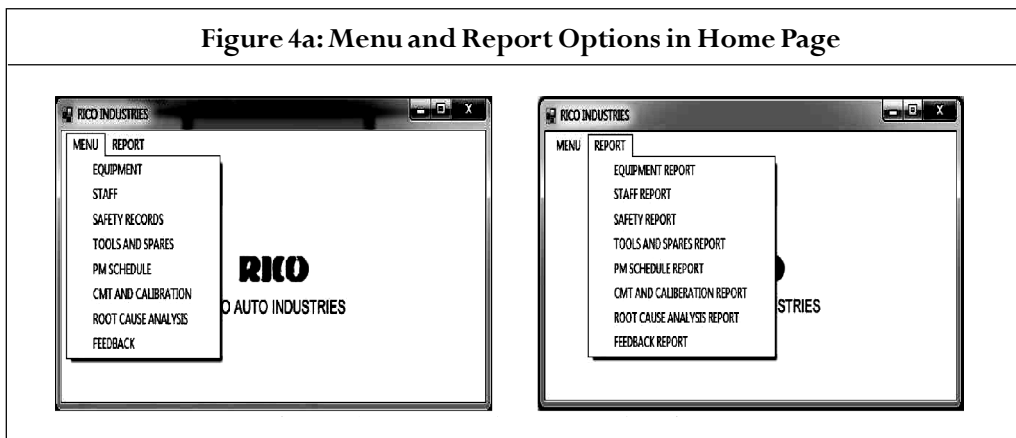 Figure 4a: Menu and Report Options in Home Page
RICO INDUSTRIES
MENU REPORT
EQUIPMENT
STAFF
SAFETY RECORDS
TOOLS AND SPARES
PM SCHEDULE
CMT AND CALIBRATION
ROOT CAUSE ANALYSIS
FEEDBACK
RICO
O AUTO INDUSTRIES
RICO INDUSTRIES
MENU REPORT
EQUIPMENT REPORT
STAFF REPORT
SAFETY REPORT
TOOLS AND SPARES REPORT
PM SCHEDULE REPORT
CMT AND CALIBERATION REPORT
ROOT CAUSE ANALYSIS REPORT
FEEDBACK REPORT
STRIES